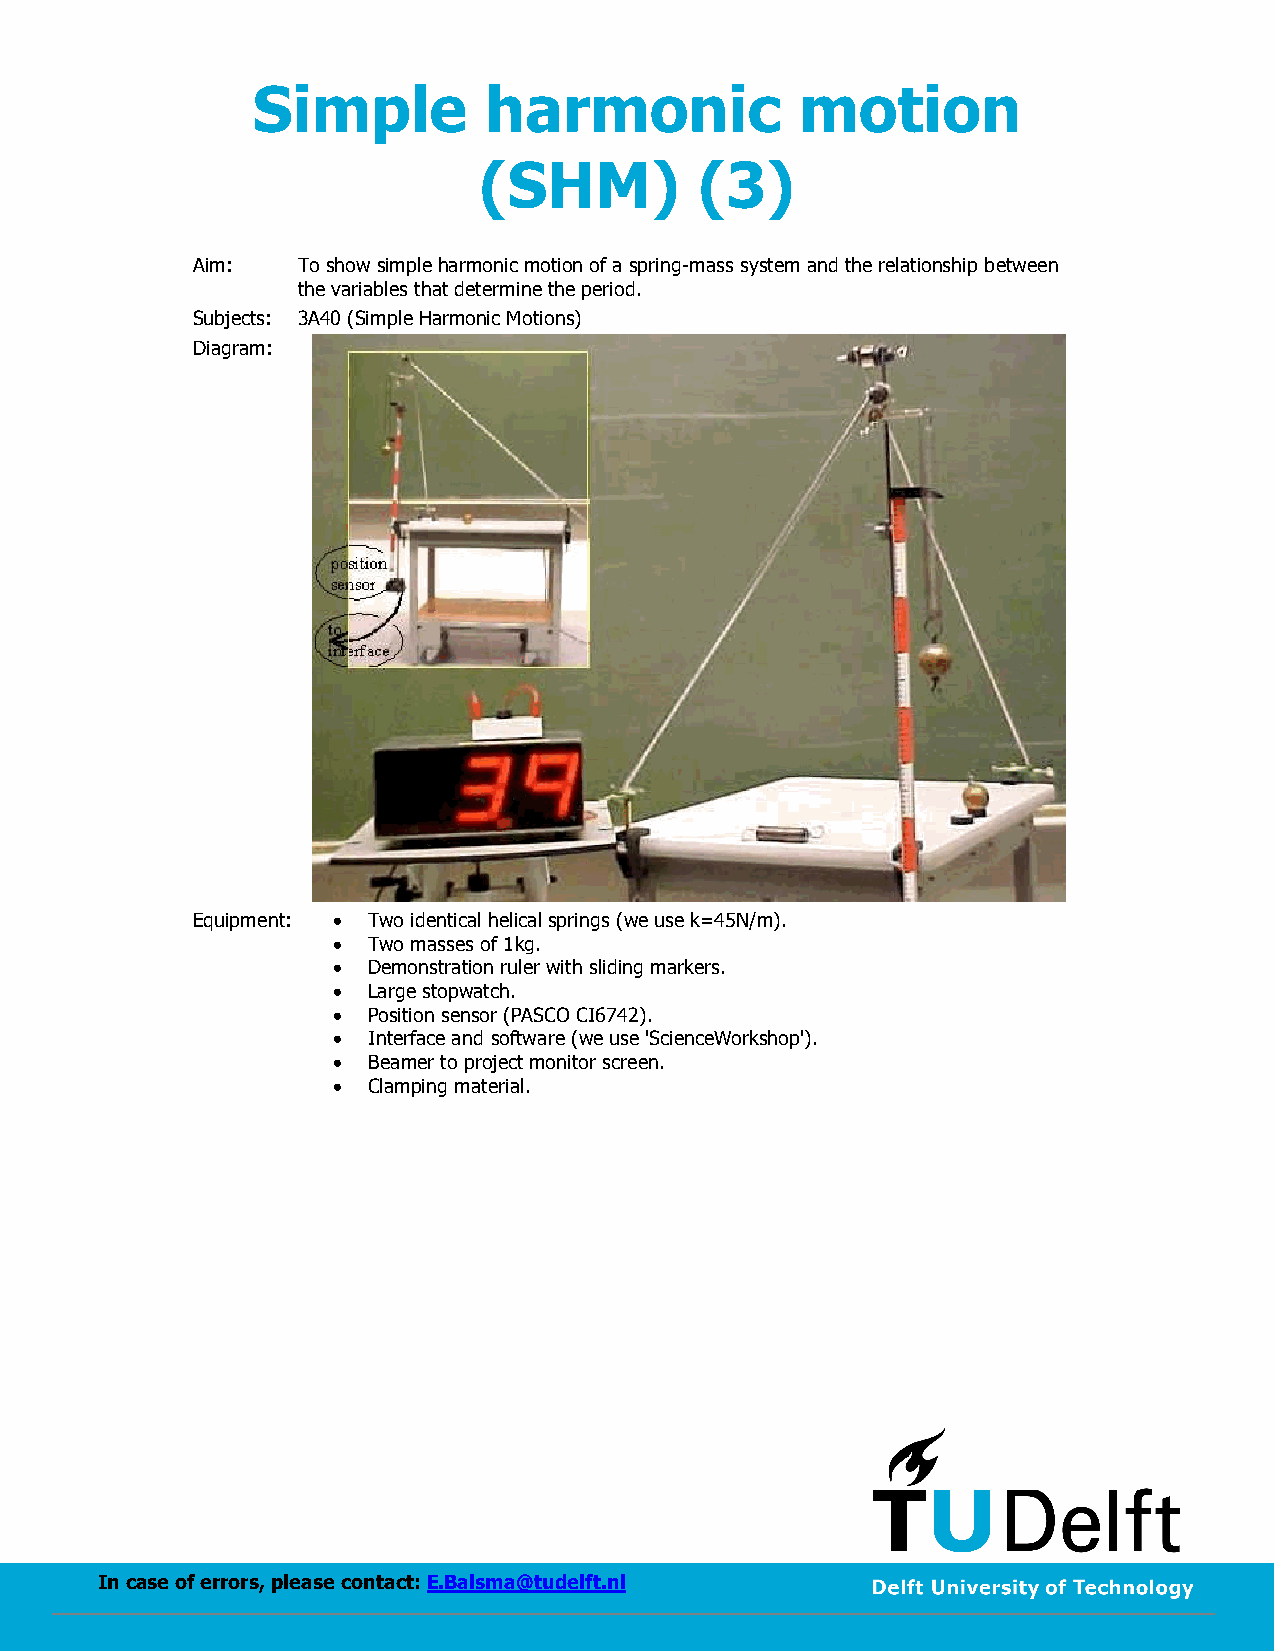 Simple harmonic motion
(SHM) (3)
Aim: To show simple harmonic motion of a spring-mass system and the relationship between
the variables that determine the period.
Subjects: 3A40 (Simple Harmonic Motions)
Diagram:
position
sensor
to
interface
3.9
Equipment: • Two identical helical springs (we use k=45N/m).
• Two masses of 1kg.
• Demonstration ruler with sliding markers.
• Large stopwatch.
• Position sensor (PASCO CI6742).
• Interface and software (we use 'ScienceWorkshop').
• Beamer to project monitor screen.
• Clamping material.
TUDelft
In case of errors, please contact: E.Balsma@tudelft.nl
Delft University of Technology